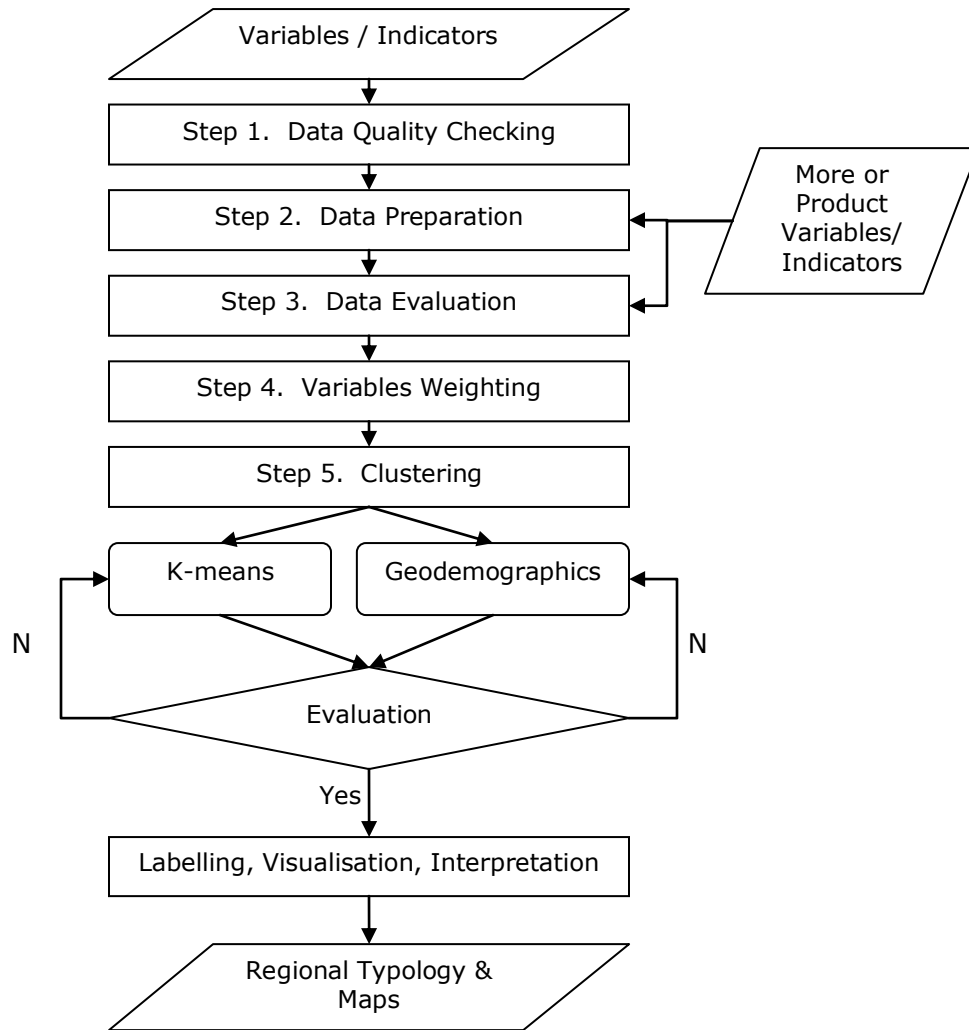 Variables / Indicators
Step 1.  Data Quality Checking
Step 2.  Data Preparation
More or
Product
Variables/
Indicators
Step 3.  Data Evaluation
Step 4.  Variables Weighting
Step 5.  Clustering
K-means
Geodemographics
N
N
Evaluation
Yes
Labelling, Visualisation, Interpretation
Regional Typology &
Maps